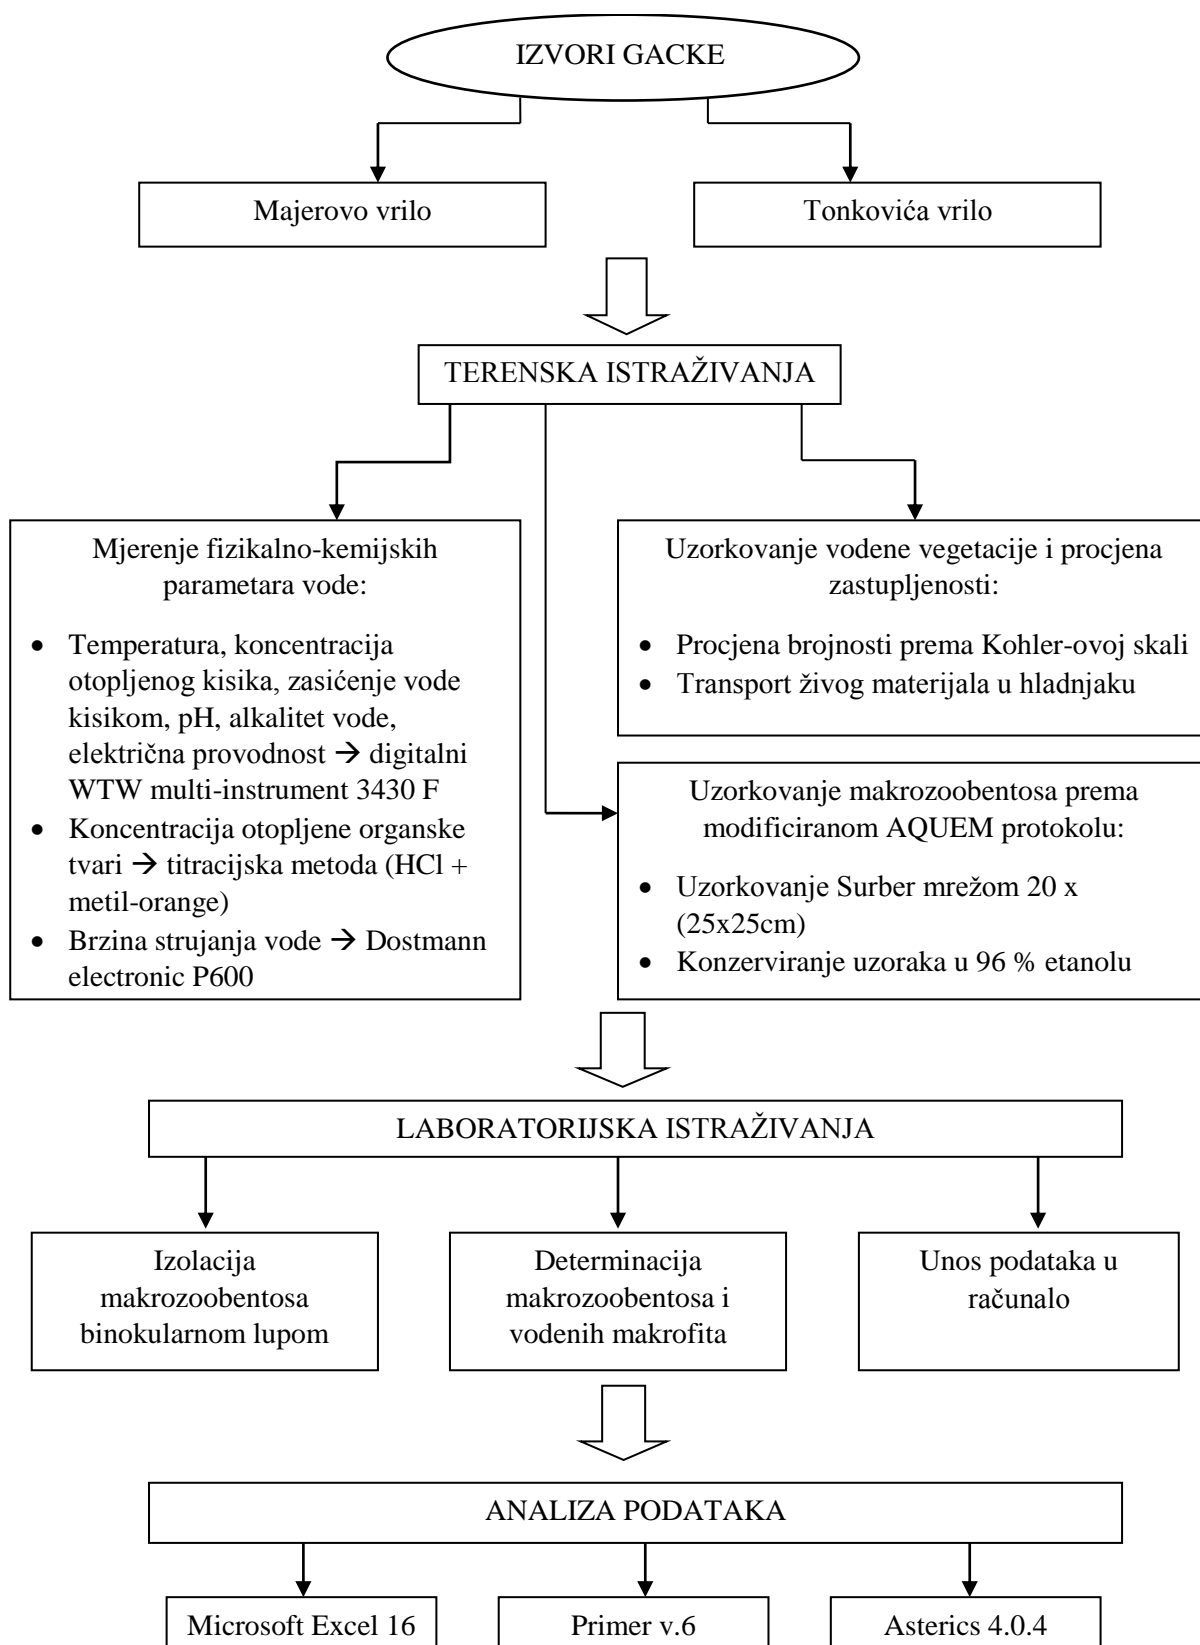 IZVORI GACKE
Majerovo vrilo
Tonkovića vrilo
TERENSKA ISTRAŽIVANJA
Mjerenje fizikalno-kemijskih
parametara vode:
• Temperatura, koncentracija
otopljenog kisika, zasićenje vode
kisikom, pH, alkalitet vode,
električna provodnost → digitalni
WTW multi-instrument 3430 F
• Koncentracija otopljene organske
tvari → titracijska metoda (HCl +
metil-orange)
• Brzina strujanja vode → Dostmann
electronic P600
Uzorkovanje vodene vegetacije i procjena
zastupljenosti:
• Procjena brojnosti prema Kohler-ovoj skali
• Transport živog materijala u hladnjaku
Uzorkovanje makrozoobentosa prema
modificiranom AQUEM protokolu:
• Uzorkovanje Surber mrežom 20 x
(25x25cm)
• Konzerviranje uzoraka u 96 % etanolu
LABORATORIJSKA ISTRAŽIVANJA
Izolacija
makrozoobentosa
binokularnom lupom
Determinacija
makrozoobentosa i
vodenih makrofita
Unos podataka u
računalo
ANALIZA PODATAKA
Microsoft Excel 16
Primer v.6
Asterics 4.0.4